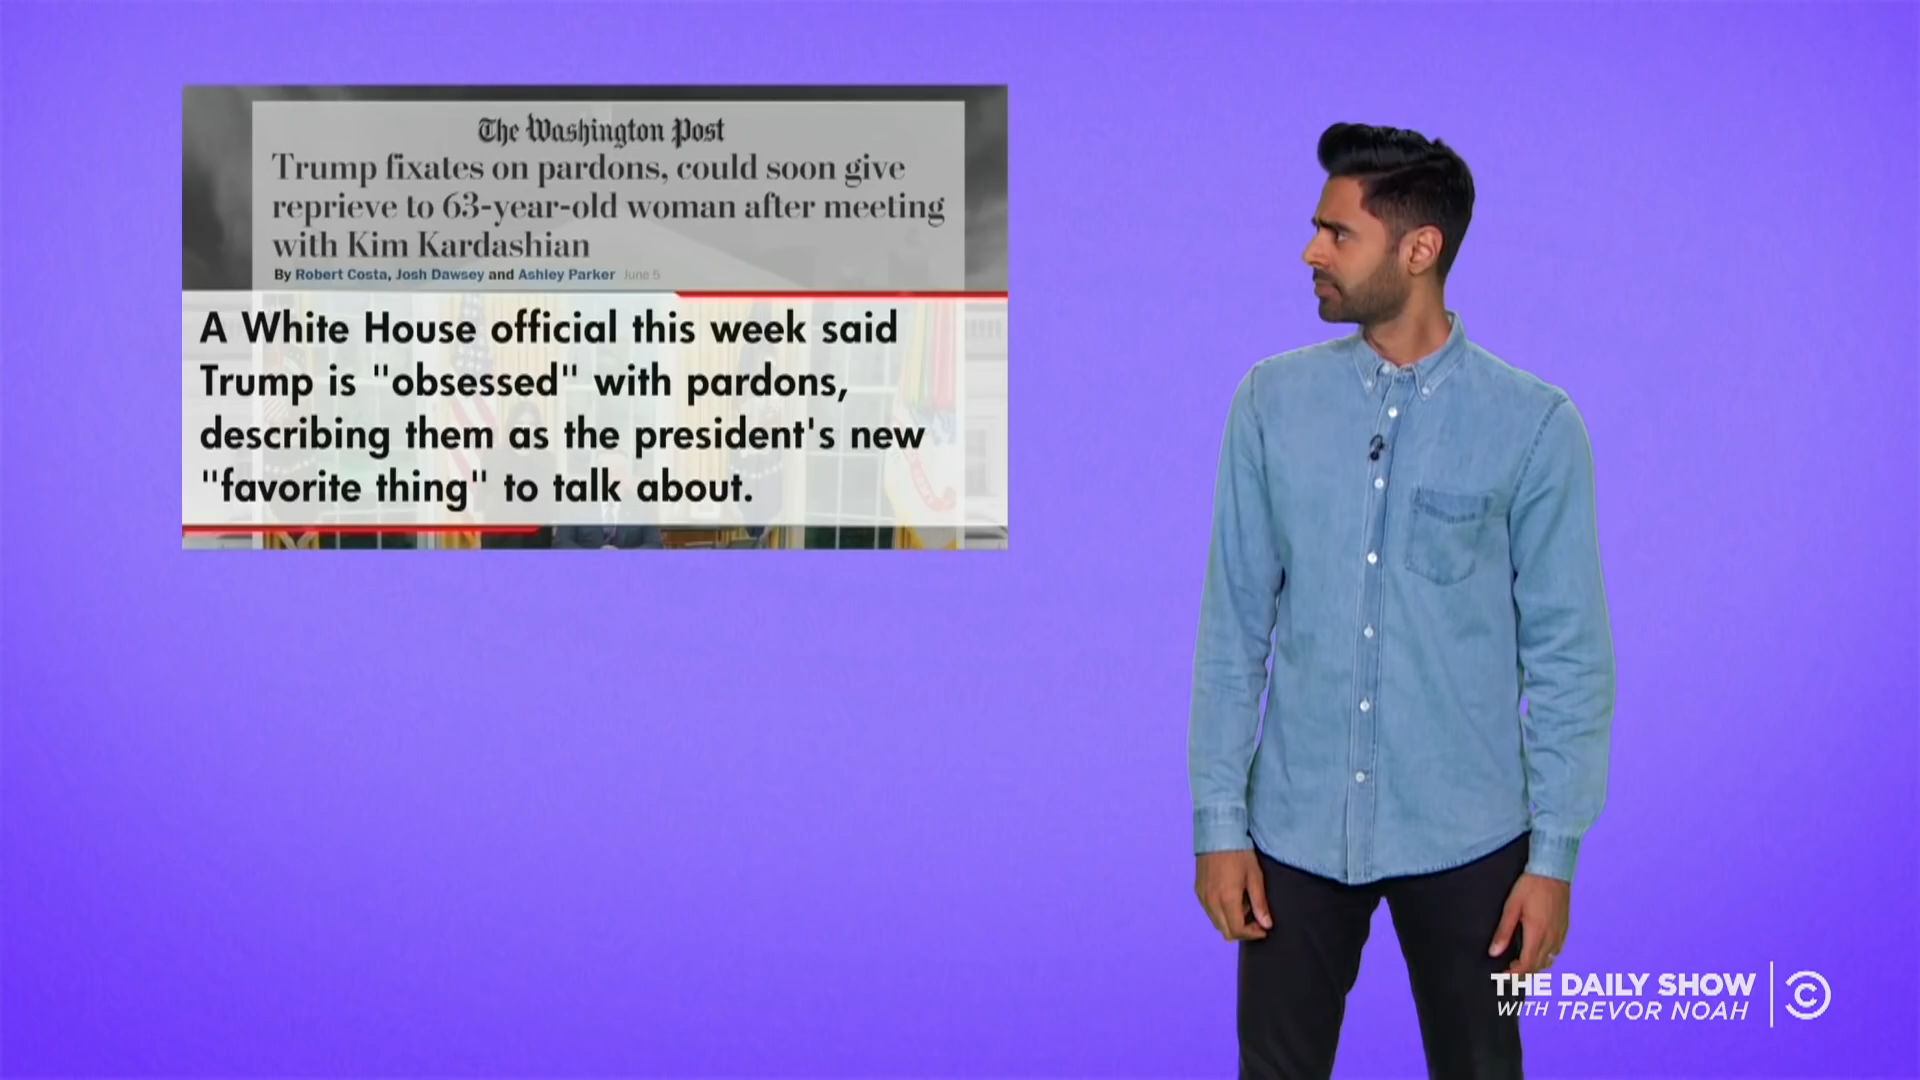 The Washington Post
Trump fixates on pardons, could soon give
reprieve to 63-year-old woman after meeting
with Kim Kardashian
By Robert Costa, Josh Dawsey and Ashley Parker June 5
A White House official this week said
Trump is "obsessed" with pardons,
describing them as the president's new
"favorite thing" to talk about.
THE DAILY SHOW
WITH TREVOR NOAH